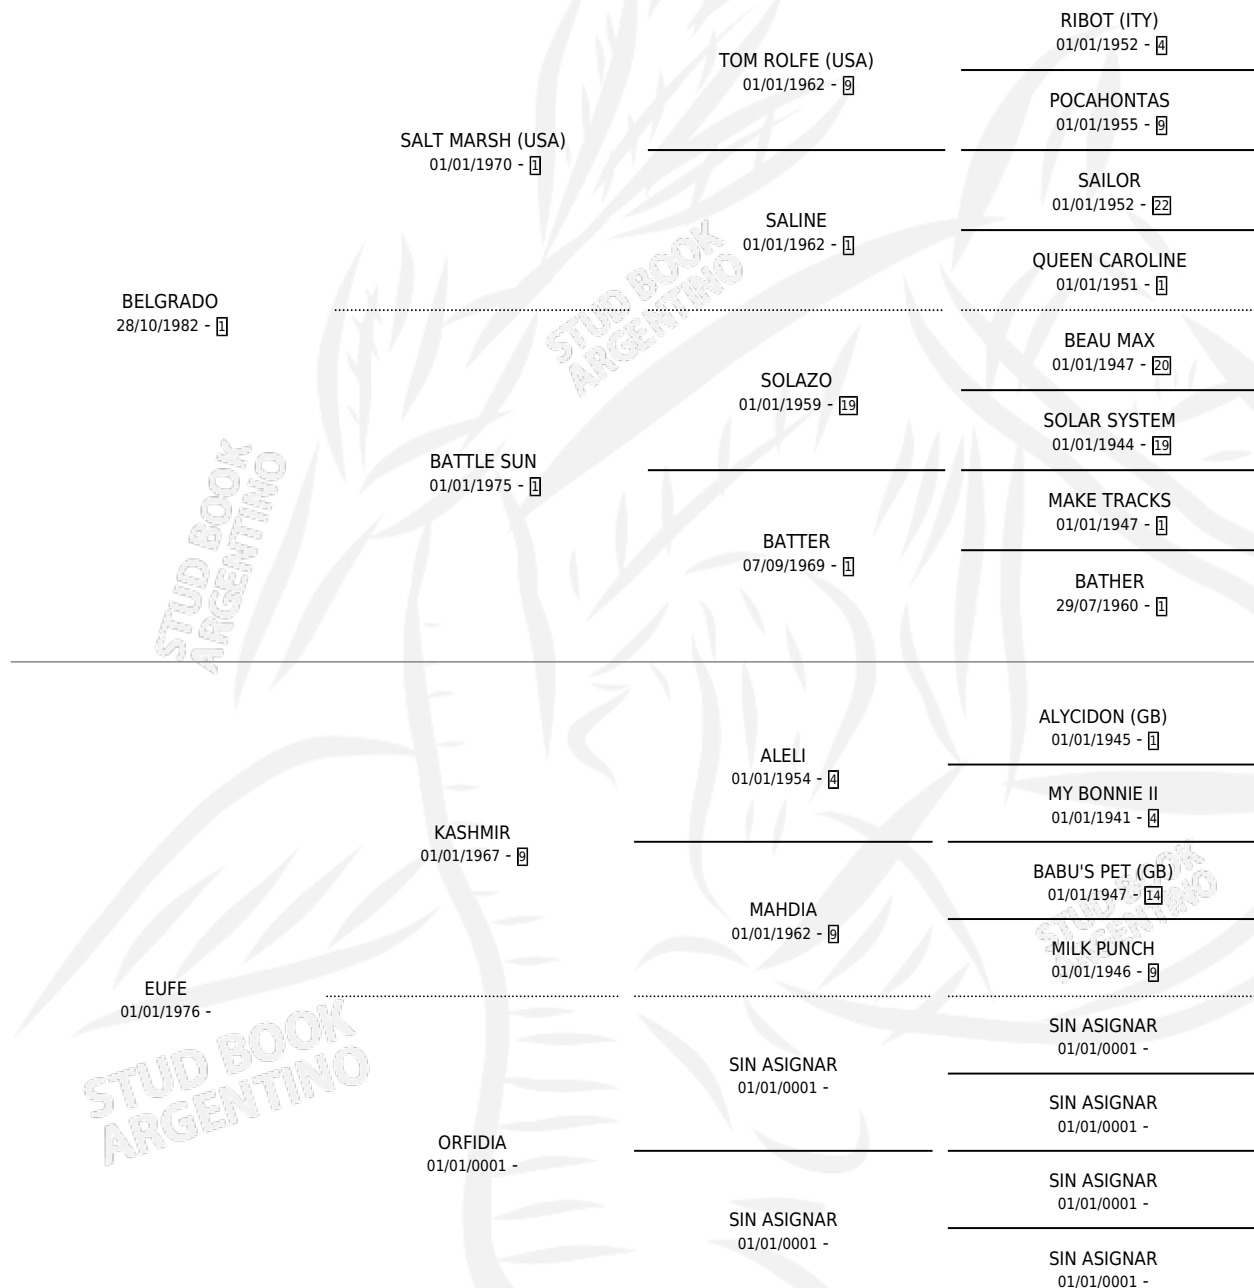 RIBOT (ITY)
01/01/1952 - 4
TOM ROLFE (USA)
01/01/1962 - 9
POCAHONTAS
01/01/1955 - 9
SALT MARSH (USA)
01/01/1970 - 1
SAILOR
01/01/1952 - 22
SALINE
01/01/1962 - 1
QUEEN CAROLINE
01/01/1951 - 1
BELGRADO
28/10/1982 - 1
BEAU MAX
01/01/1947 - 20
SOLAZO
01/01/1959 - 19
SOLAR SYSTEM
01/01/1944 - 19
BATTLE SUN
01/01/1975 - 1
MAKE TRACKS
01/01/1947 - 1
BATTER
07/09/1969 - 1
BATHER
29/07/1960 - 1
STUD BOOK
ARGENTINO
STUD BOOK
ARGENTINO
ALYCIDON (GB)
01/01/1945 - 1
ALELI
01/01/1954 - 4
MY BONNIE II
01/01/1941 - 4
KASHMIR
01/01/1967 - 9
BABU'S PET (GB)
01/01/1947 - 14
MAHDIA
01/01/1962 - 9
MILK PUNCH
01/01/1946 - 9
STUD BOOK
ARGENTINO
EUFE
01/01/1976 -
SIN ASIGNAR
01/01/0001 -
SIN ASIGNAR
01/01/0001 -
SIN ASIGNAR
01/01/0001 -
ORFIDIA
01/01/0001 -
SIN ASIGNAR
01/01/0001 -
SIN ASIGNAR
01/01/0001 -
SIN ASIGNAR
01/01/0001 -
STUD BOOK
ARGENTINO